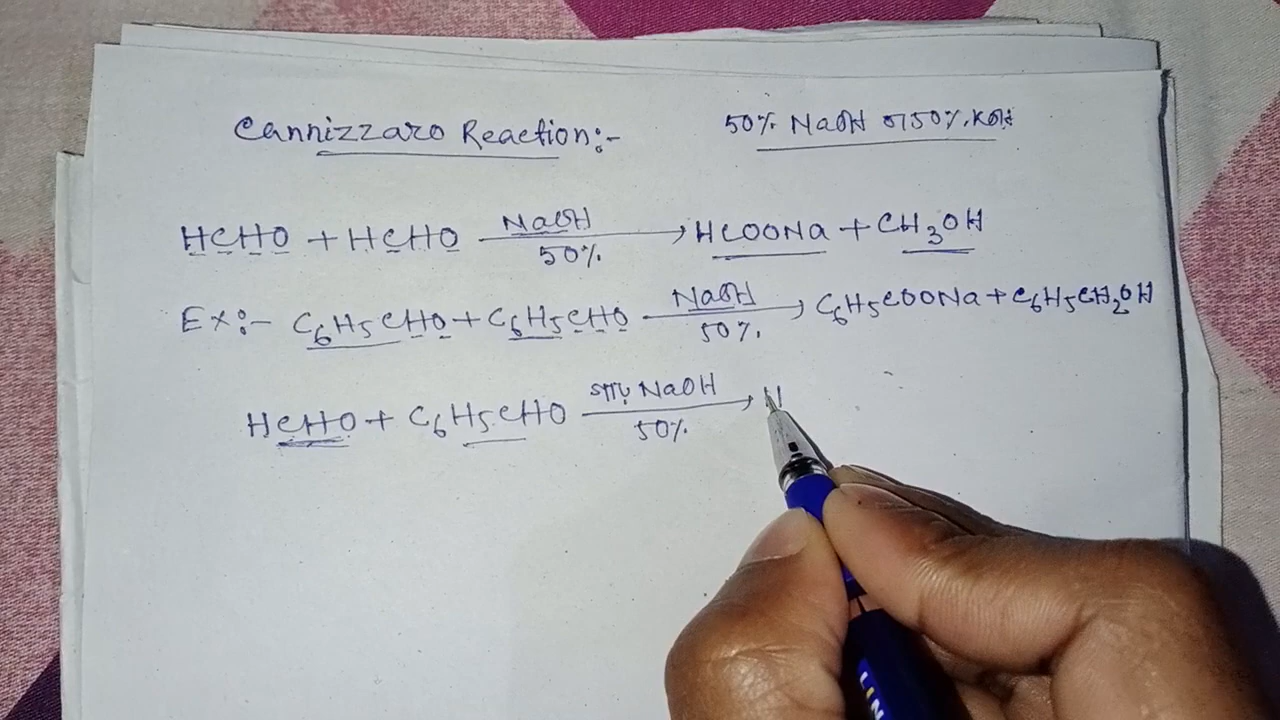 Cannizzaro Reaction:-
50% NaOH or 50% KOH
HCHO + HCHO NaOH 50% → HCOONa + CH3OH
Ex:- C6H5CHO + C6H5CHO NaOH 50% → C6H5COONa + C6H5CH2OH
HCHO + C6H5CHO सान्द्र NaOH 50% → H
LIN